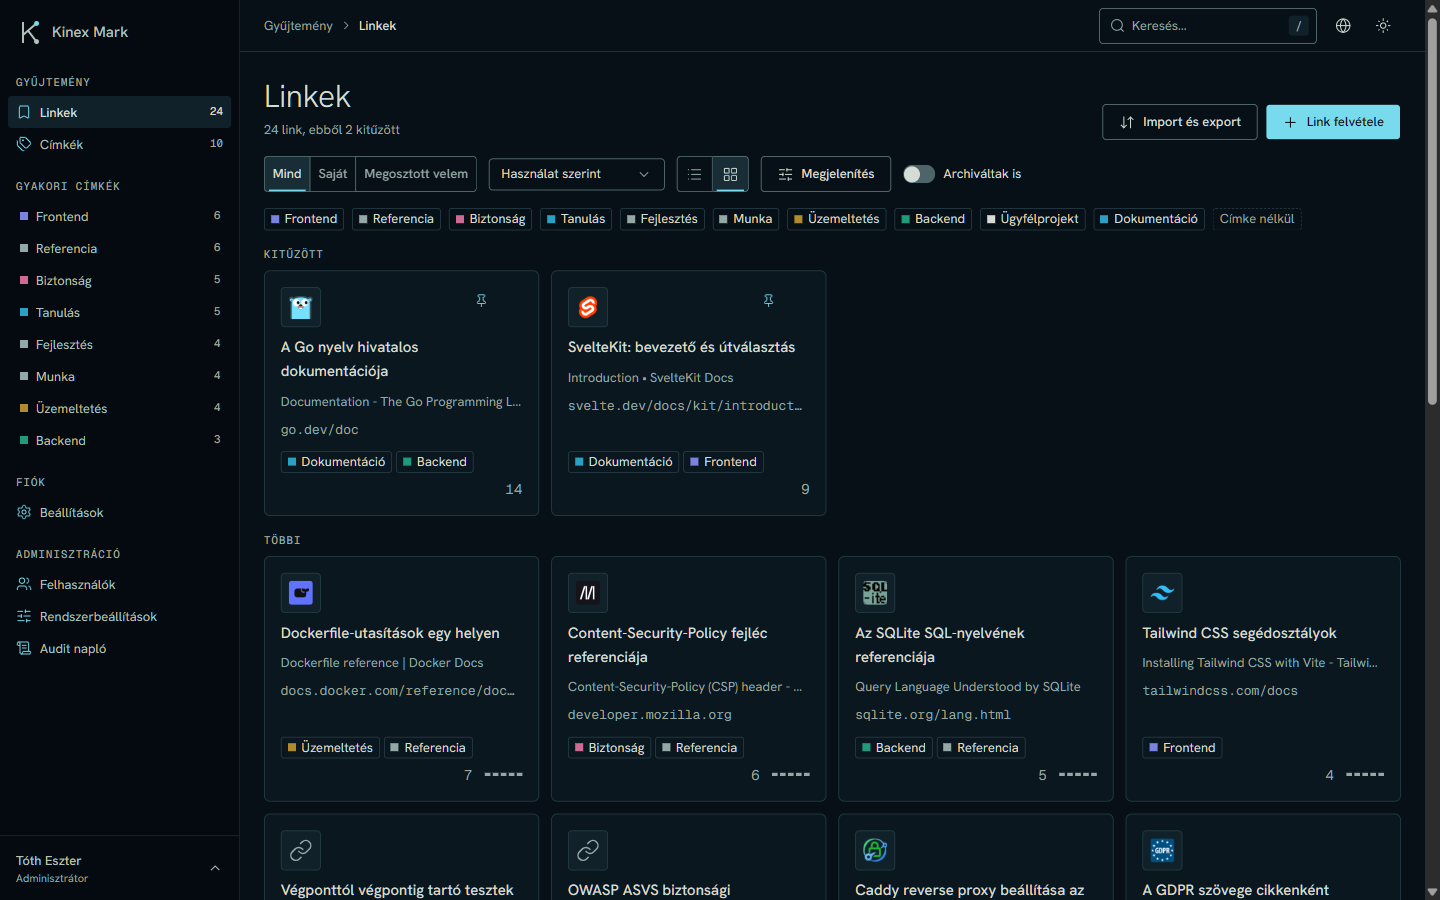 Kinex Mark
GYŰJTEMÉNY
Linkek 24
Címkék 10
GYAKORI CÍMKÉK
Frontend 6
Referencia 6
Biztonság 5
Tanulás 5
Fejlesztés 4
Munka 4
Üzemeltetés 4
Backend 3
FIÓK
Beállítások
ADMINISZTRÁCIÓ
Felhasználók
Rendszerbeállítások
Audit napló
Tóth Eszter
Adminisztrátor
Gyűjtemény > Linkek
Keresés... /
Linkek
24 link, ebből 2 kitűzött
Import és export
Link felvétele
Mind Saját Megosztott velem
Használat szerint
Megjelenítés
Archiváltak is
Frontend Referencia Biztonság Tanulás Fejlesztés Munka Üzemeltetés Backend Ügyfélprojekt Dokumentáció Címke nélkül
KITŰZÖTT
A Go nyelv hivatalos
dokumentációja
Documentation - The Go Programming L...
go.dev/doc
Dokumentáció Backend
14
SvelteKit: bevezető és útválasztás
Introduction • SvelteKit Docs
svelte.dev/docs/kit/introduct…
Dokumentáció Frontend
9
TÖBBI
Dockerfile-utasítások egy helyen
Dockerfile reference | Docker Docs
docs.docker.com/reference/doc…
Üzemeltetés Referencia
7
Content-Security-Policy fejléc
referenciája
Content-Security-Policy (CSP) header - ...
developer.mozilla.org
Biztonság Referencia
6
SQL
-ite
Az SQLite SQL-nyelvének
referenciája
Query Language Understood by SQLite
sqlite.org/lang.html
Backend Referencia
5
Tailwind CSS segédosztályok
Installing Tailwind CSS with Vite - Tailwi...
tailwindcss.com/docs
Frontend
4
Végponttól végpontig tartó tesztek
OWASP ASVS biztonsági
Caddy reverse proxy beállítása az
GDPR
A GDPR szövege cikkenként